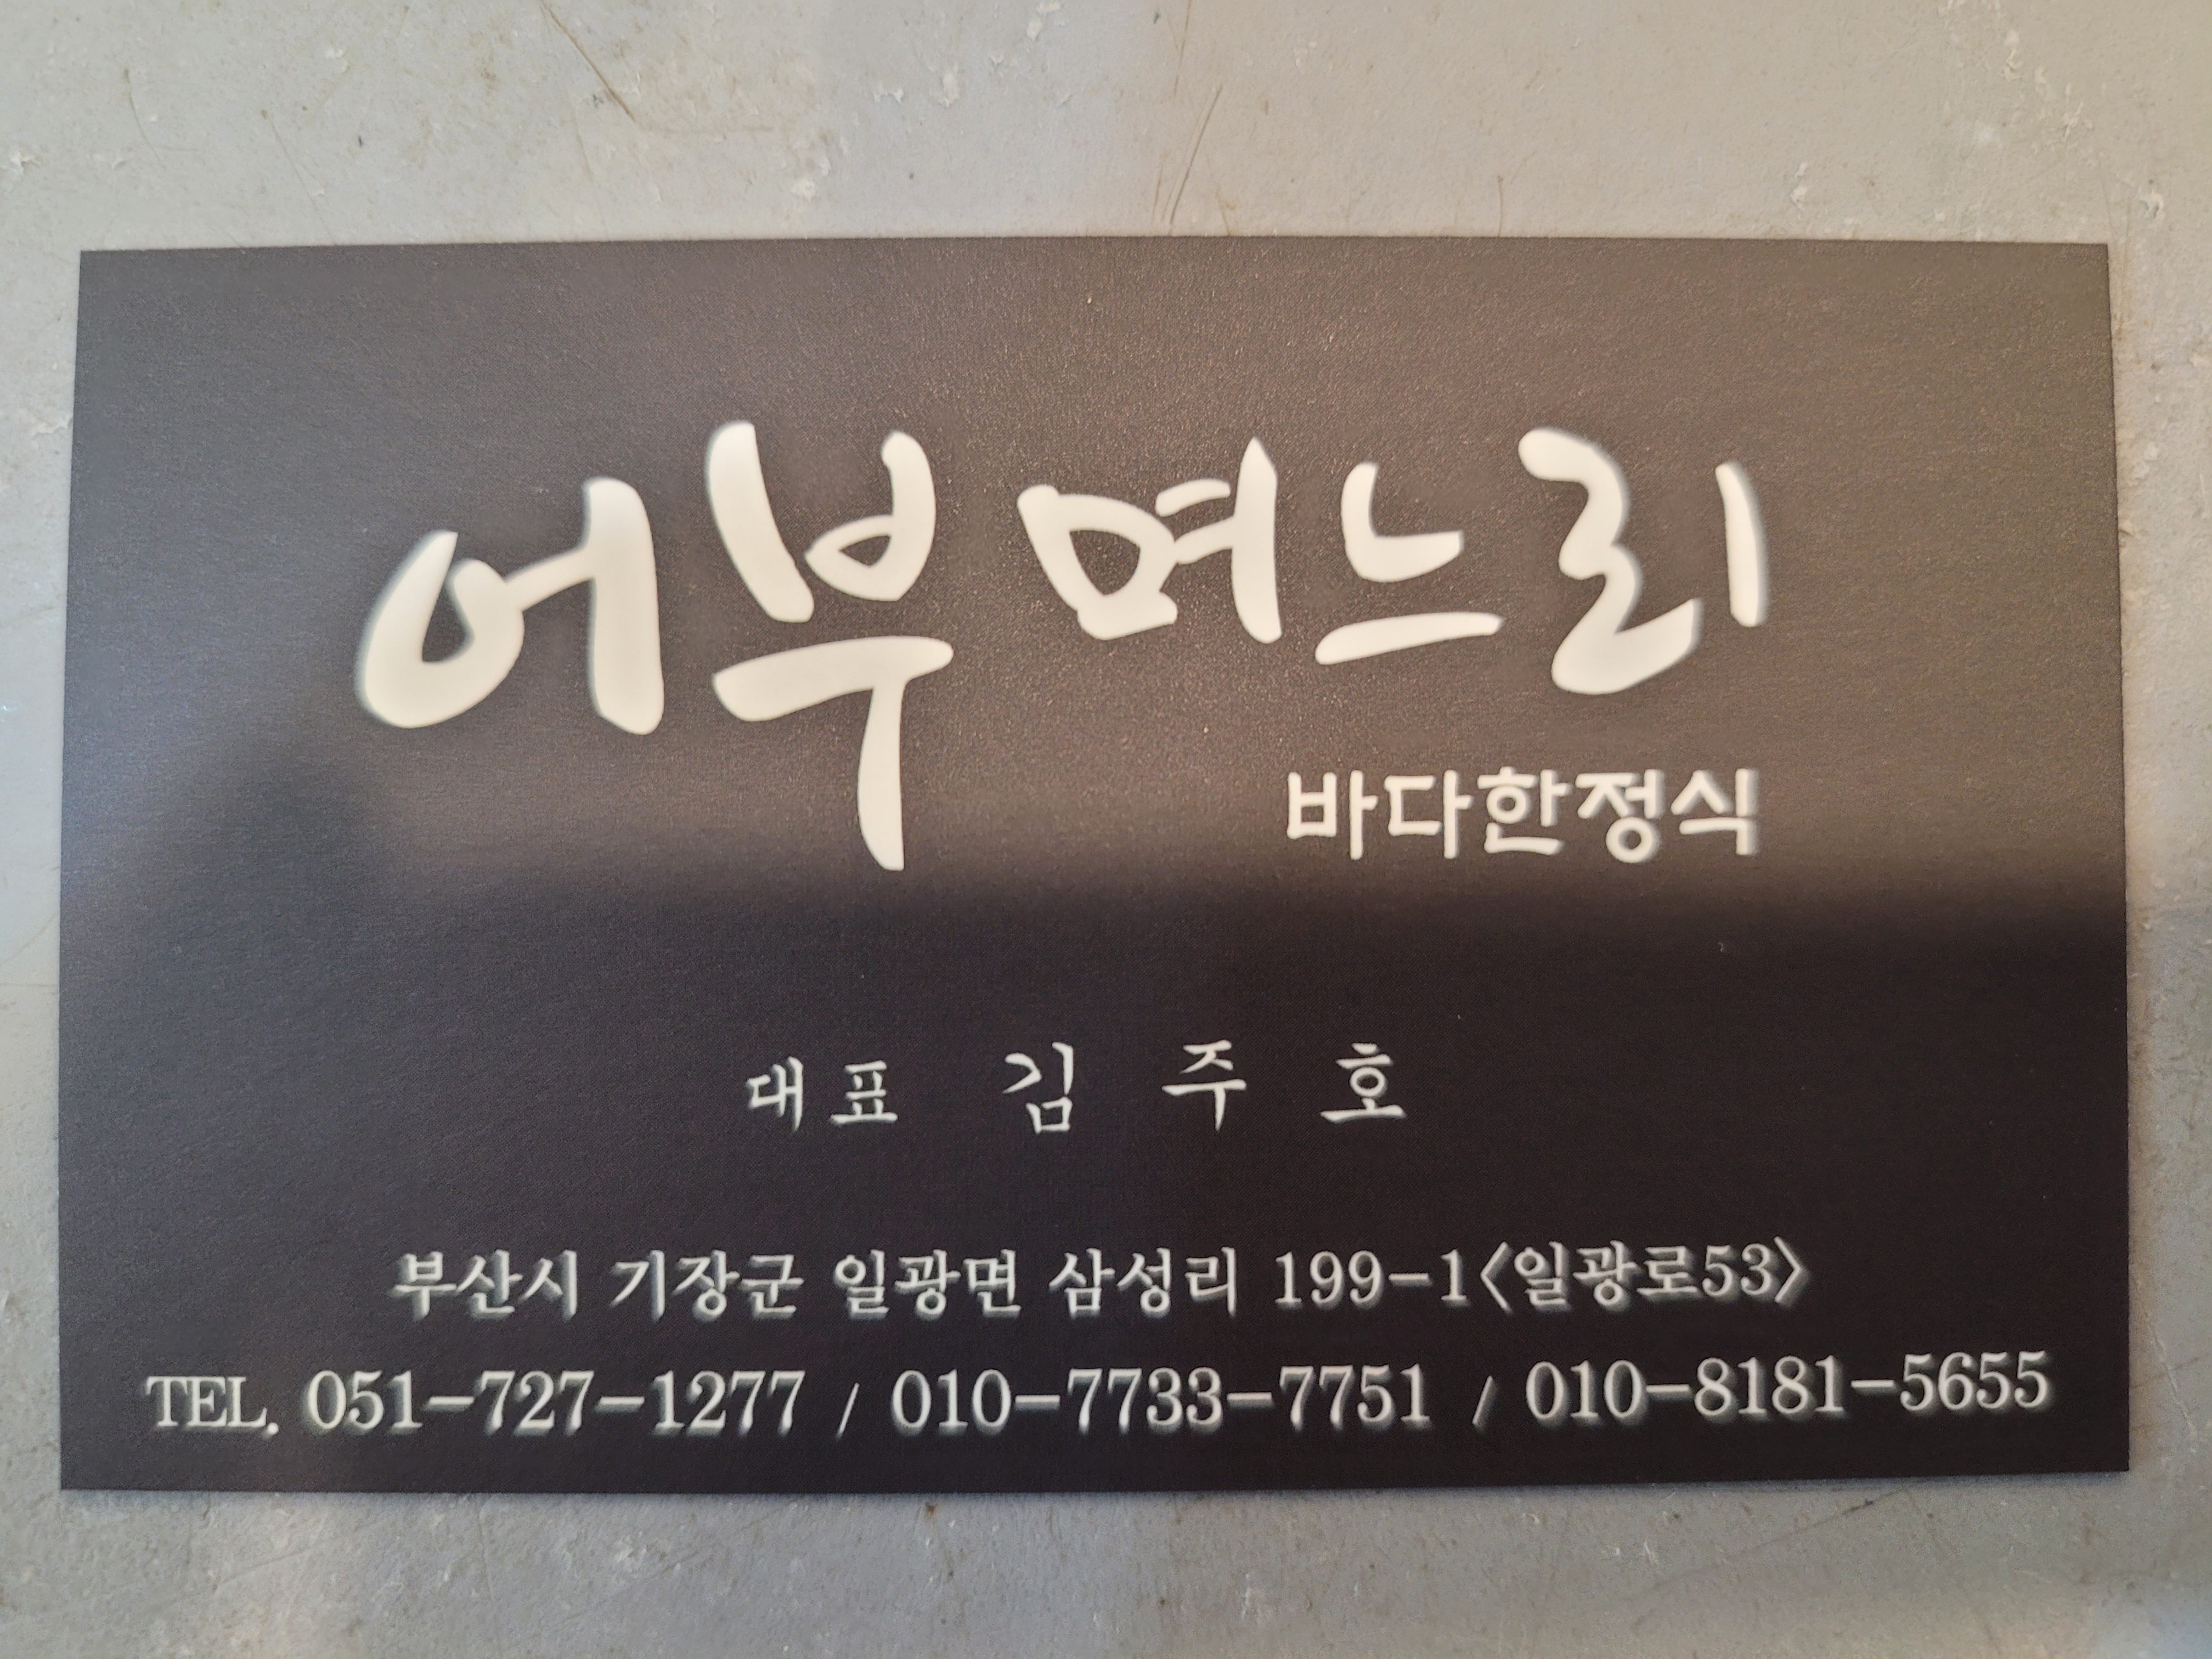 어부며느리
바다한정식
대표 김 주 호
부산시 기장군 일광면 삼성리 199-1<일광로53>
TEL. 051-727-1277 / 010-7733-7751 / 010-8181-5655